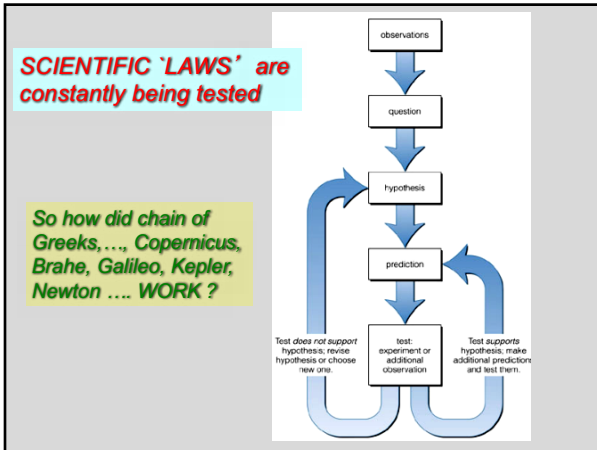 SCIENTIFIC `LAWS’ are
constantly being tested
So how did chain of
Greeks,…, Copernicus,
Brahe, Galileo, Kepler,
Newton …. WORK ?
observations
question
hypothesis
prediction
Test does not support
hypothesis; revise
hypothesis or choose
new one.
test:
experiment or
additional
observation
Test supports
hypothesis; make
additional predictions
and test them.